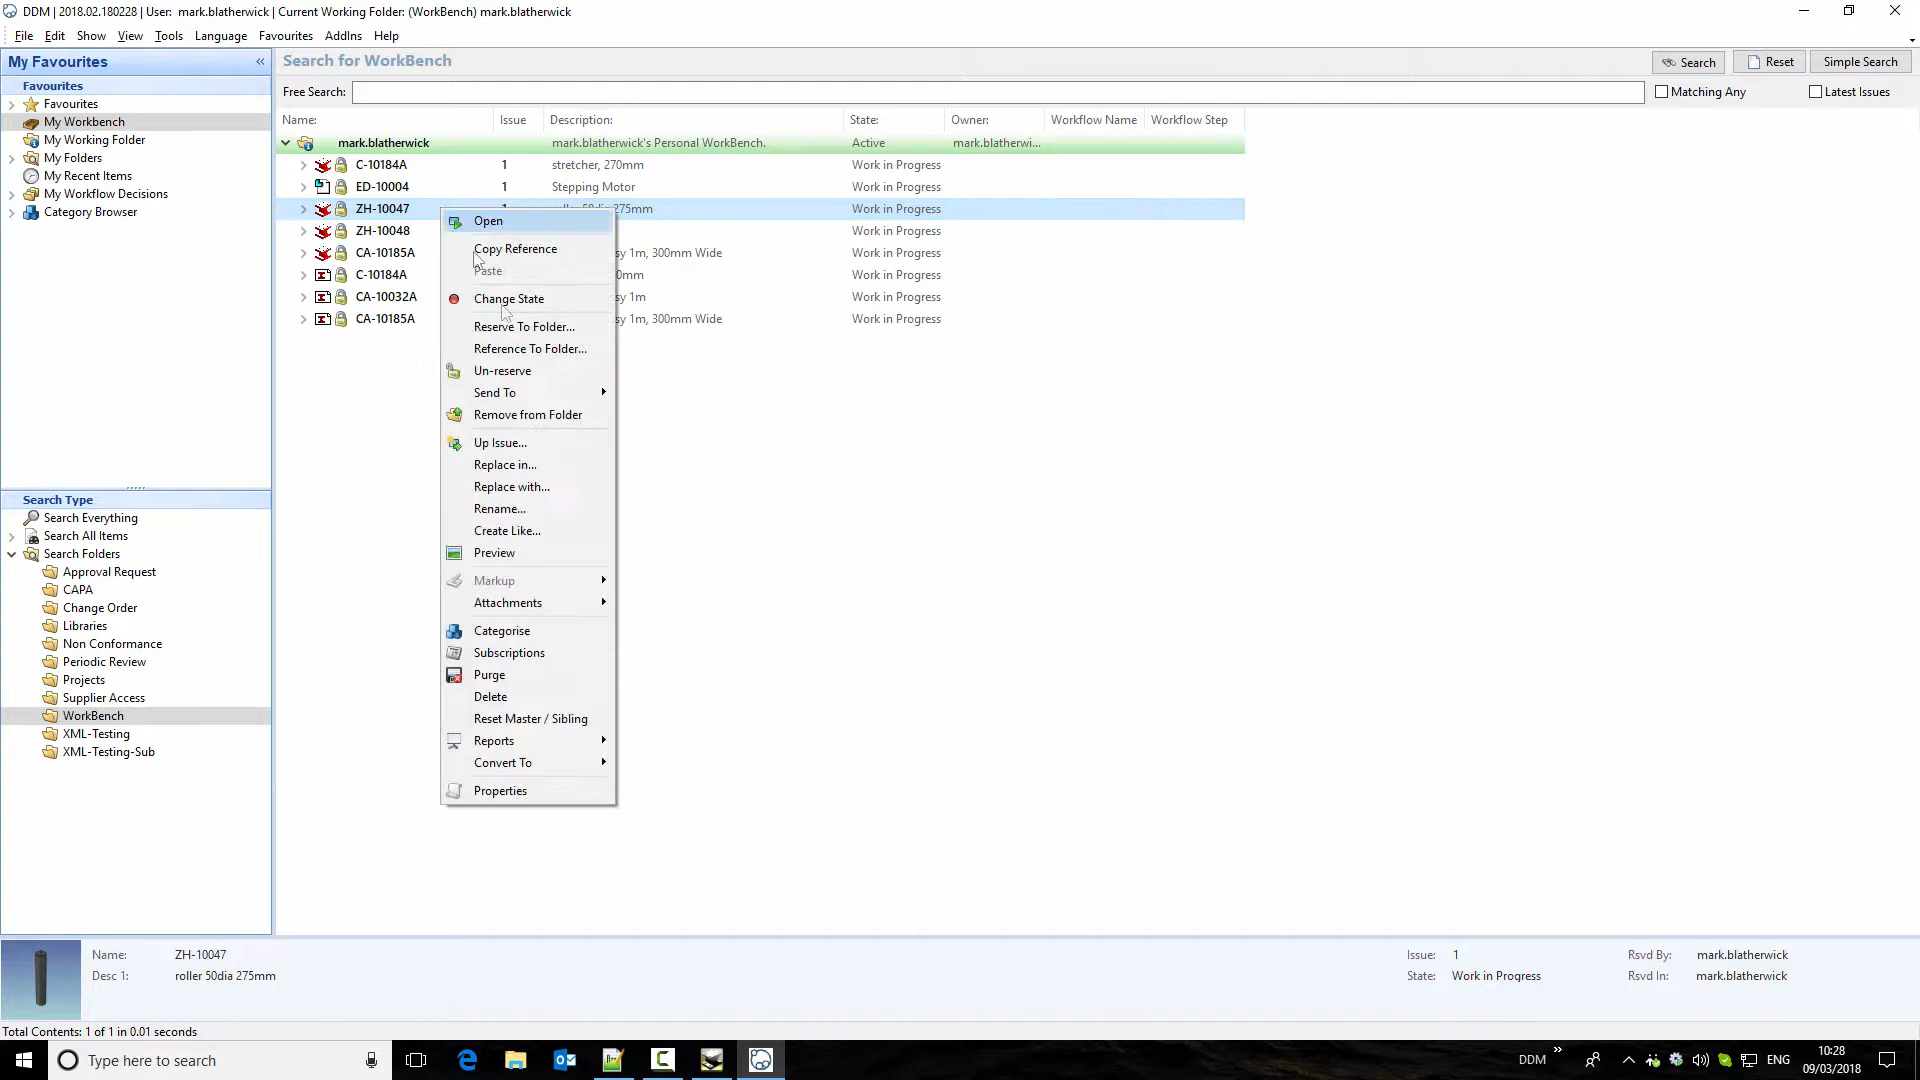 DDM | 2018.02.180228 | User:  mark.blatherwick | Current Working Folder: (WorkBench) mark.blatherwick
File Edit Show View Tools Language Favourites AddIns Help
My Favourites «
Favourites
Favourites
My Workbench
My Working Folder
My Folders
My Recent Items
My Workflow Decisions
Category Browser
Search Type
Search Everything
Search All Items
Search Folders
Approval Request
CAPA
Change Order
Libraries
Non Conformance
Periodic Review
Projects
Supplier Access
WorkBench
XML-Testing
XML-Testing-Sub
Search for WorkBench
Search Reset Simple Search
Free Search: Matching Any Latest Issues
Name: Issue Description: State: Owner: Workflow Name Workflow Step
mark.blatherwick mark.blatherwick's Personal WorkBench. Active mark.blatherwi...
C-10184A 1 stretcher, 270mm Work in Progress
ED-10004 1 Stepping Motor Work in Progress
ZH-10047 275mm Work in Progress
ZH-10048 Work in Progress
CA-10185A sy 1m, 300mm Wide Work in Progress
C-10184A 0mm Work in Progress
CA-10032A sy 1m Work in Progress
CA-10185A sy 1m, 300mm Wide Work in Progress
Open
Copy Reference
Paste
Change State
Reserve To Folder...
Reference To Folder...
Un-reserve
Send To
Remove from Folder
Up Issue...
Replace in...
Replace with...
Rename...
Create Like...
Preview
Markup
Attachments
Categorise
Subscriptions
Purge
Delete
Reset Master / Sibling
Reports
Convert To
Properties
Name: ZH-10047 Issue: 1 Rsvd By: mark.blatherwick
Desc 1: roller 50dia 275mm State: Work in Progress Rsvd In: mark.blatherwick
Total Contents: 1 of 1 in 0.01 seconds
Type here to search DDM » ENG 10:28
09/03/2018